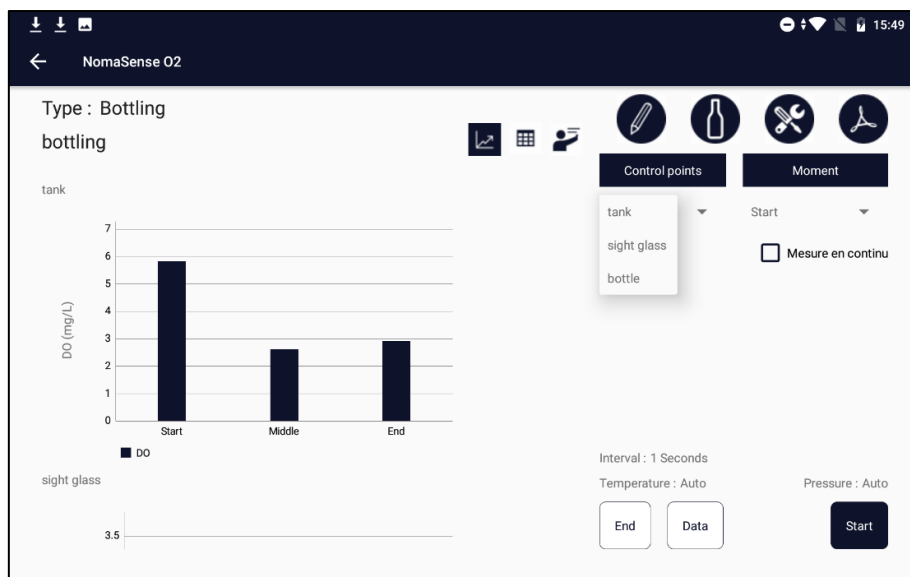 15:49
NomaSense O2
Type : Bottling
bottling
tank
7
6
5
4
3
2
1
0
DO (mg/L)
Start Middle End
DO
sight glass
3.5
Control points Moment
tank Start
sight glass Mesure en continu
bottle
Interval : 1 Seconds
Temperature : Auto Pressure : Auto
End Data Start